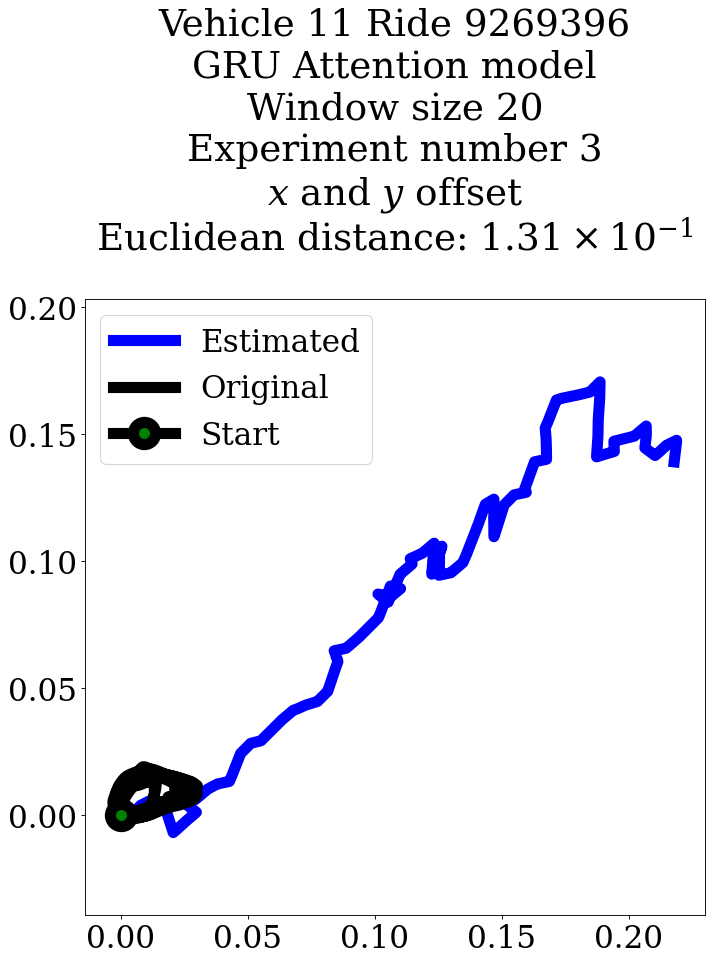 Vehicle 11 Ride 9269396
GRU Attention model
Window size 20
Experiment number 3
x and y offset
Euclidean distance: 1.31 × 10⁻¹
0.20
0.15
0.10
0.05
0.00
Estimated
Original
Start
0.00 0.05 0.10 0.15 0.20